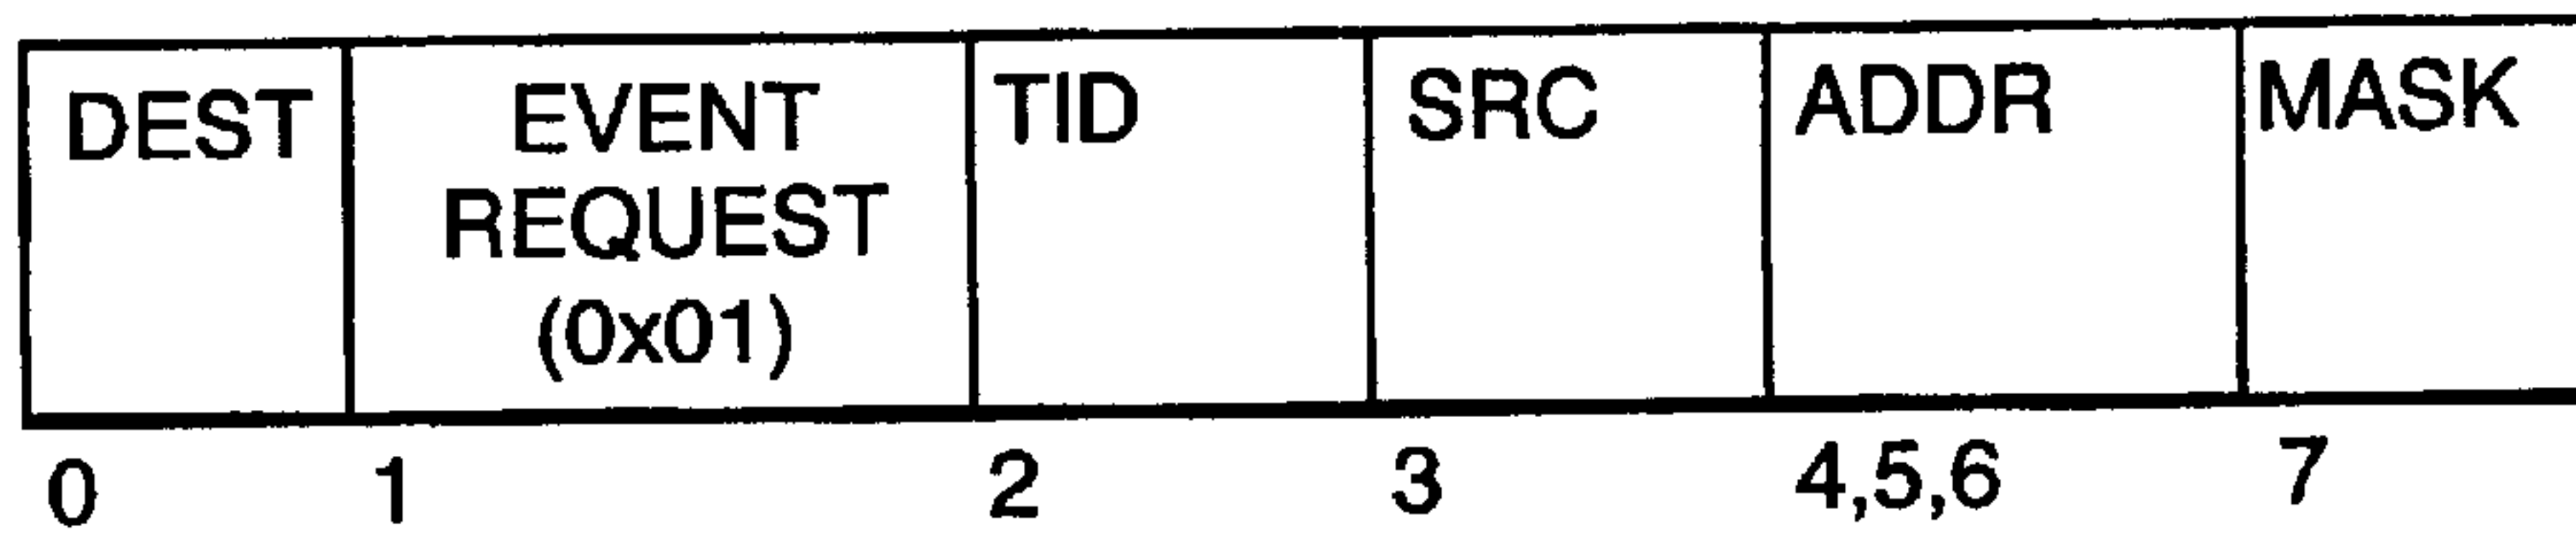 DEST EVENT REQUEST (0x01) TID SRC ADDR MASK
0 1 2 3 4,5,6 7